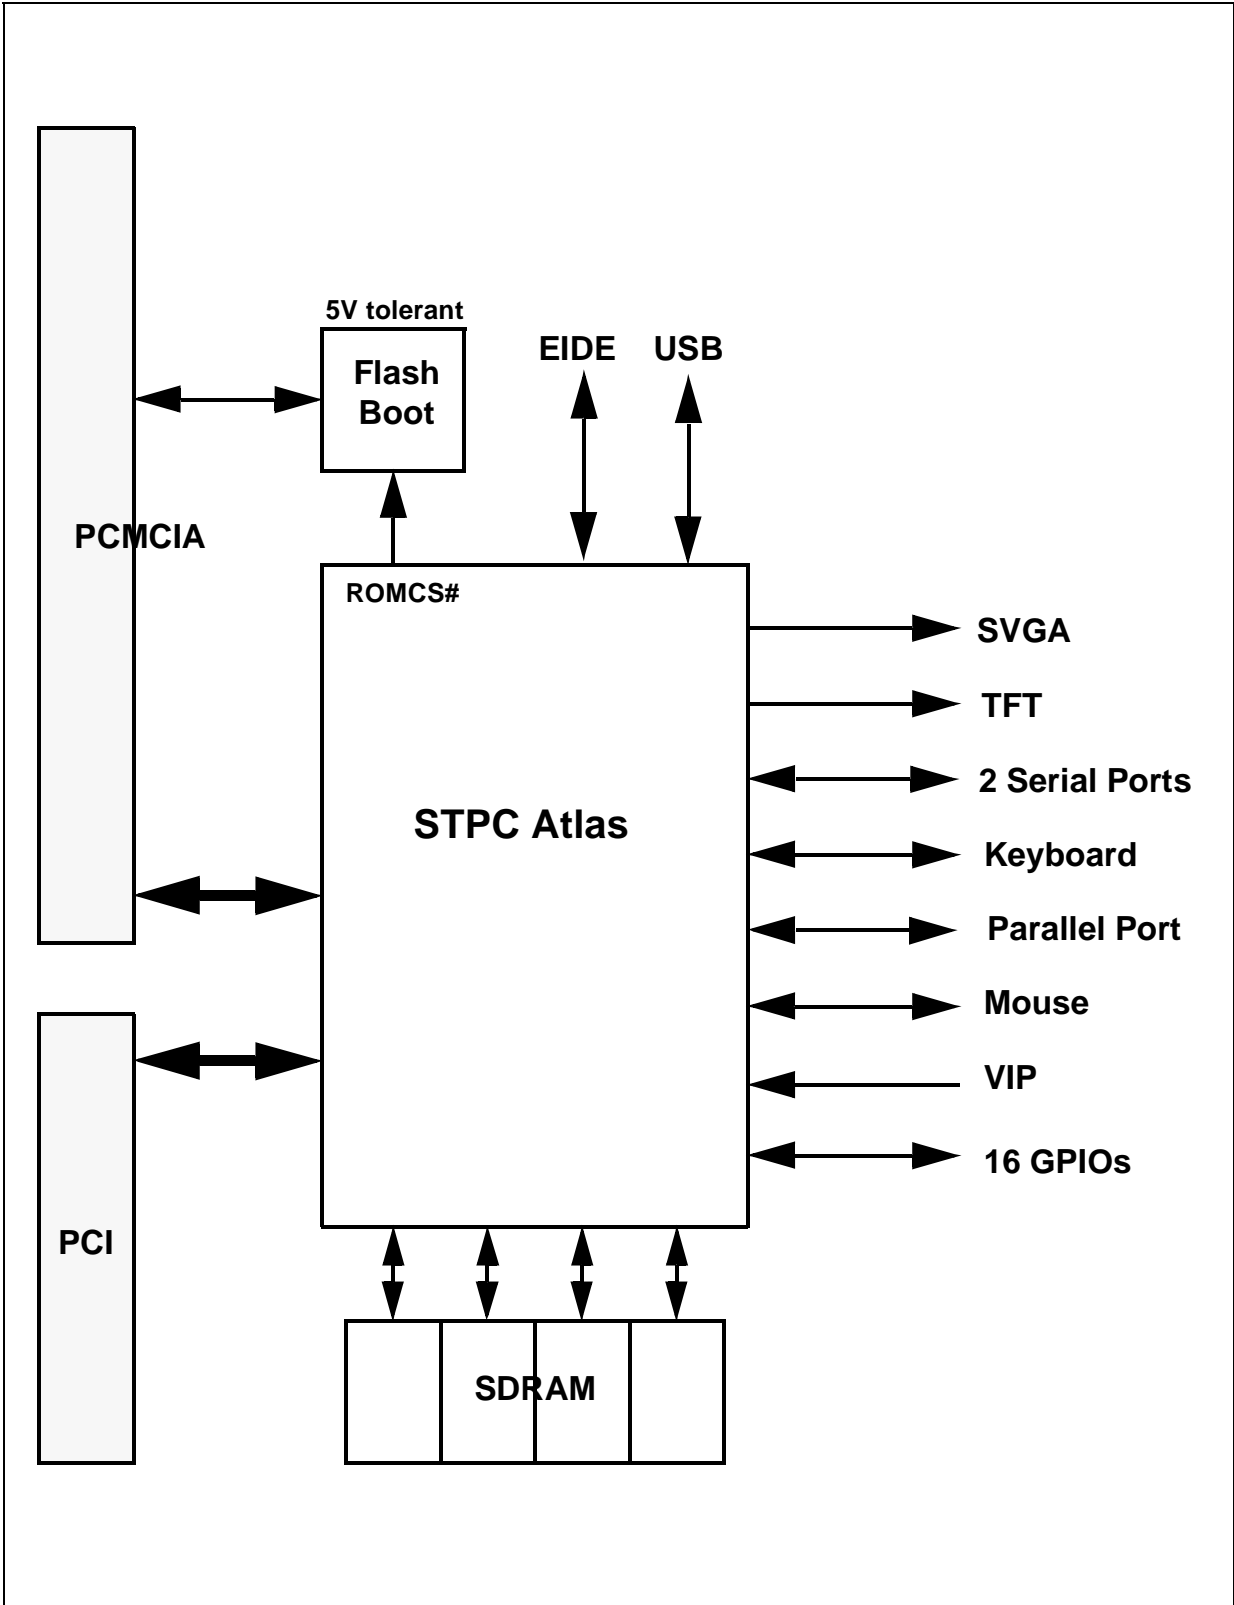 5V tolerant
Flash
Boot
EIDE
USB
PCMCIA
ROMCS#
STPC Atlas
SVGA
TFT
2 Serial Ports
Keyboard
Parallel Port
Mouse
VIP
16 GPIOs
PCI
SDRAM